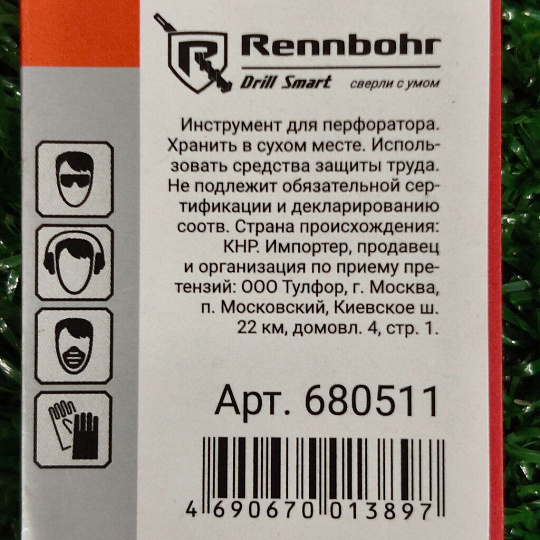 Rennbohr
Drill Smart сверли с умом
Инструмент для перфоратора.
Хранить в сухом месте. Исполь-
зовать средства защиты труда.
Не подлежит обязательной сер-
тификации и декларированию
соотв. Страна происхождения:
КНР. Импортер, продавец
и организация по приему пре-
тензий: ООО Тулфор, г. Москва,
п. Московский, Киевское ш.
22 км, домовл. 4, стр. 1.
Арт. 680511
4 690670 013897